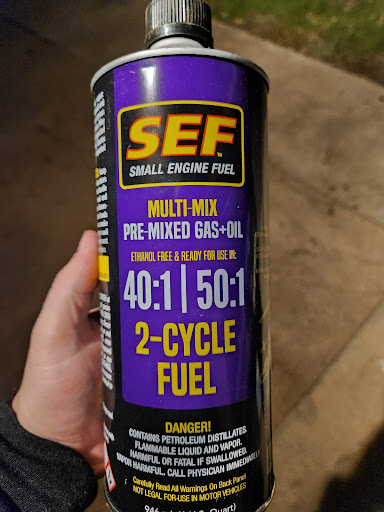 SEF
SMALL ENGINE FUEL
MULTI-MIX
PRE-MIXED GAS+OIL
ETHANOL FREE & READY FOR USE IN:
40:1 | 50:1
2-CYCLE
FUEL
DANGER!
CONTAINS PETROLEUM DISTILLATES.
FLAMMABLE LIQUID AND VAPOR.
HARMFUL OR FATAL IF SWALLOWED.
VAPOR HARMFUL. CALL PHYSICIAN
Carefully Read All Warnings On Back Panel
NOT LEGAL FOR USE IN MOTOR VEHICLES
Quart)